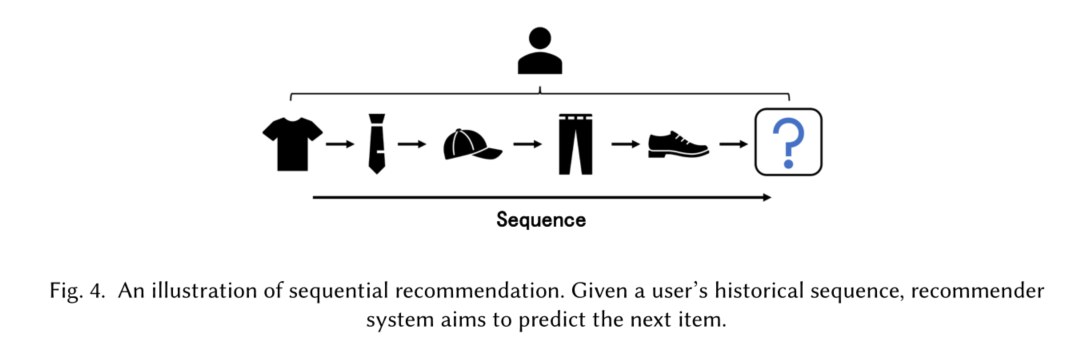 ?
Sequence
Fig. 4. An illustration of sequential recommendation. Given a user's historical sequence, recommender
system aims to predict the next item.